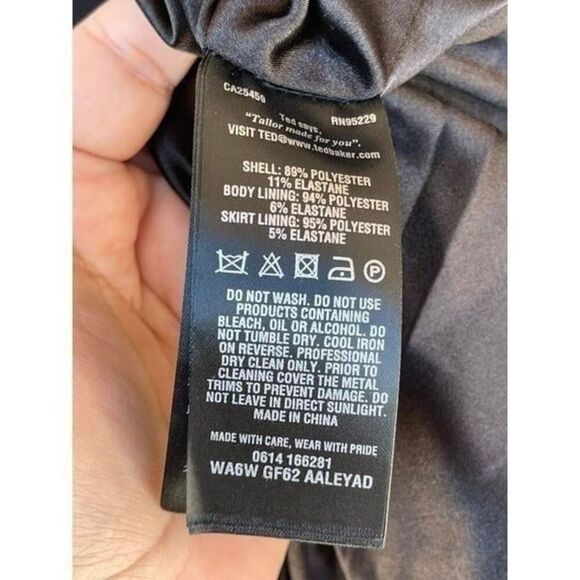 CA25459 RN95229
Ted says,
"Tailor made for you".
VISIT TED@www.tedbaker.com
SHELL: 89% POLYESTER
11% ELASTANE
BODY LINING: 94% POLYESTER
6% ELASTANE
SKIRT LINING: 95% POLYESTER
5% ELASTANE
P
DO NOT WASH. DO NOT USE
PRODUCTS CONTAINING
BLEACH, OIL OR ALCOHOL. DO
NOT TUMBLE DRY. COOL IRON
ON REVERSE. PROFESSIONAL
DRY CLEAN ONLY. PRIOR TO
CLEANING COVER THE METAL
TRIMS TO PREVENT DAMAGE. DO
NOT LEAVE IN DIRECT SUNLIGHT.
MADE IN CHINA
MADE WITH CARE, WEAR WITH PRIDE
0614 166281
WA6W GF62 AALEYAD